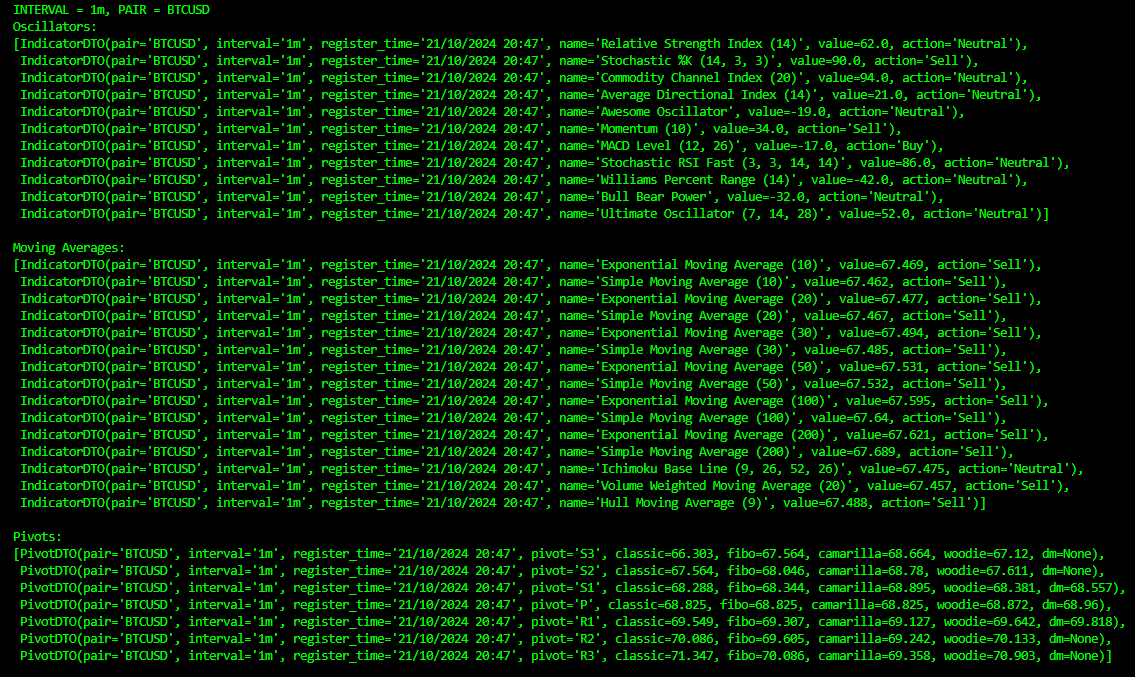 INTERVAL = 1m, PAIR = BTCUSD
Oscillators:
[IndicatorDTO(pair='BTCUSD', interval='1m', register_time='21/10/2024 20:47', name='Relative Strength Index (14)', value=62.0, action='Neutral'),
IndicatorDTO(pair='BTCUSD', interval='1m', register_time='21/10/2024 20:47', name='Stochastic %K (14, 3, 3)', value=90.0, action='Sell'),
IndicatorDTO(pair='BTCUSD', interval='1m', register_time='21/10/2024 20:47', name='Commodity Channel Index (20)', value=94.0, action='Neutral'),
IndicatorDTO(pair='BTCUSD', interval='1m', register_time='21/10/2024 20:47', name='Average Directional Index (14)', value=21.0, action='Neutral'),
IndicatorDTO(pair='BTCUSD', interval='1m', register_time='21/10/2024 20:47', name='Awesome Oscillator', value=-19.0, action='Neutral'),
IndicatorDTO(pair='BTCUSD', interval='1m', register_time='21/10/2024 20:47', name='Momentum (10)', value=34.0, action='Sell'),
IndicatorDTO(pair='BTCUSD', interval='1m', register_time='21/10/2024 20:47', name='MACD Level (12, 26)', value=-17.0, action='Buy'),
IndicatorDTO(pair='BTCUSD', interval='1m', register_time='21/10/2024 20:47', name='Stochastic RSI Fast (3, 3, 14, 14)', value=86.0, action='Neutral'),
IndicatorDTO(pair='BTCUSD', interval='1m', register_time='21/10/2024 20:47', name='Williams Percent Range (14)', value=-42.0, action='Neutral'),
IndicatorDTO(pair='BTCUSD', interval='1m', register_time='21/10/2024 20:47', name='Bull Bear Power', value=-32.0, action='Neutral'),
IndicatorDTO(pair='BTCUSD', interval='1m', register_time='21/10/2024 20:47', name='Ultimate Oscillator (7, 14, 28)', value=52.0, action='Neutral')]
Moving Averages:
[IndicatorDTO(pair='BTCUSD', interval='1m', register_time='21/10/2024 20:47', name='Exponential Moving Average (10)', value=67.469, action='Sell'),
IndicatorDTO(pair='BTCUSD', interval='1m', register_time='21/10/2024 20:47', name='Simple Moving Average (10)', value=67.462, action='Sell'),
IndicatorDTO(pair='BTCUSD', interval='1m', register_time='21/10/2024 20:47', name='Exponential Moving Average (20)', value=67.477, action='Sell'),
IndicatorDTO(pair='BTCUSD', interval='1m', register_time='21/10/2024 20:47', name='Simple Moving Average (20)', value=67.467, action='Sell'),
IndicatorDTO(pair='BTCUSD', interval='1m', register_time='21/10/2024 20:47', name='Exponential Moving Average (30)', value=67.494, action='Sell'),
IndicatorDTO(pair='BTCUSD', interval='1m', register_time='21/10/2024 20:47', name='Simple Moving Average (30)', value=67.485, action='Sell'),
IndicatorDTO(pair='BTCUSD', interval='1m', register_time='21/10/2024 20:47', name='Exponential Moving Average (50)', value=67.531, action='Sell'),
IndicatorDTO(pair='BTCUSD', interval='1m', register_time='21/10/2024 20:47', name='Simple Moving Average (50)', value=67.532, action='Sell'),
IndicatorDTO(pair='BTCUSD', interval='1m', register_time='21/10/2024 20:47', name='Exponential Moving Average (100)', value=67.595, action='Sell'),
IndicatorDTO(pair='BTCUSD', interval='1m', register_time='21/10/2024 20:47', name='Simple Moving Average (100)', value=67.64, action='Sell'),
IndicatorDTO(pair='BTCUSD', interval='1m', register_time='21/10/2024 20:47', name='Exponential Moving Average (200)', value=67.621, action='Sell'),
IndicatorDTO(pair='BTCUSD', interval='1m', register_time='21/10/2024 20:47', name='Simple Moving Average (200)', value=67.689, action='Sell'),
IndicatorDTO(pair='BTCUSD', interval='1m', register_time='21/10/2024 20:47', name='Ichimoku Base Line (9, 26, 52, 26)', value=67.475, action='Neutral'),
IndicatorDTO(pair='BTCUSD', interval='1m', register_time='21/10/2024 20:47', name='Volume Weighted Moving Average (20)', value=67.457, action='Sell'),
IndicatorDTO(pair='BTCUSD', interval='1m', register_time='21/10/2024 20:47', name='Hull Moving Average (9)', value=67.488, action='Sell')]
Pivots:
[PivotDTO(pair='BTCUSD', interval='1m', register_time='21/10/2024 20:47', pivot='S3', classic=66.303, fibo=67.564, camarilla=68.664, woodie=67.12, dm=None),
PivotDTO(pair='BTCUSD', interval='1m', register_time='21/10/2024 20:47', pivot='S2', classic=67.564, fibo=68.046, camarilla=68.78, woodie=67.611, dm=None),
PivotDTO(pair='BTCUSD', interval='1m', register_time='21/10/2024 20:47', pivot='S1', classic=68.288, fibo=68.344, camarilla=68.895, woodie=68.381, dm=68.557),
PivotDTO(pair='BTCUSD', interval='1m', register_time='21/10/2024 20:47', pivot='P', classic=68.825, fibo=68.825, camarilla=68.825, woodie=68.872, dm=68.96),
PivotDTO(pair='BTCUSD', interval='1m', register_time='21/10/2024 20:47', pivot='R1', classic=69.549, fibo=69.307, camarilla=69.127, woodie=69.642, dm=69.818),
PivotDTO(pair='BTCUSD', interval='1m', register_time='21/10/2024 20:47', pivot='R2', classic=70.086, fibo=69.605, camarilla=69.242, woodie=70.133, dm=None),
PivotDTO(pair='BTCUSD', interval='1m', register_time='21/10/2024 20:47', pivot='R3', classic=71.347, fibo=70.086, camarilla=69.358, woodie=70.903, dm=None)]